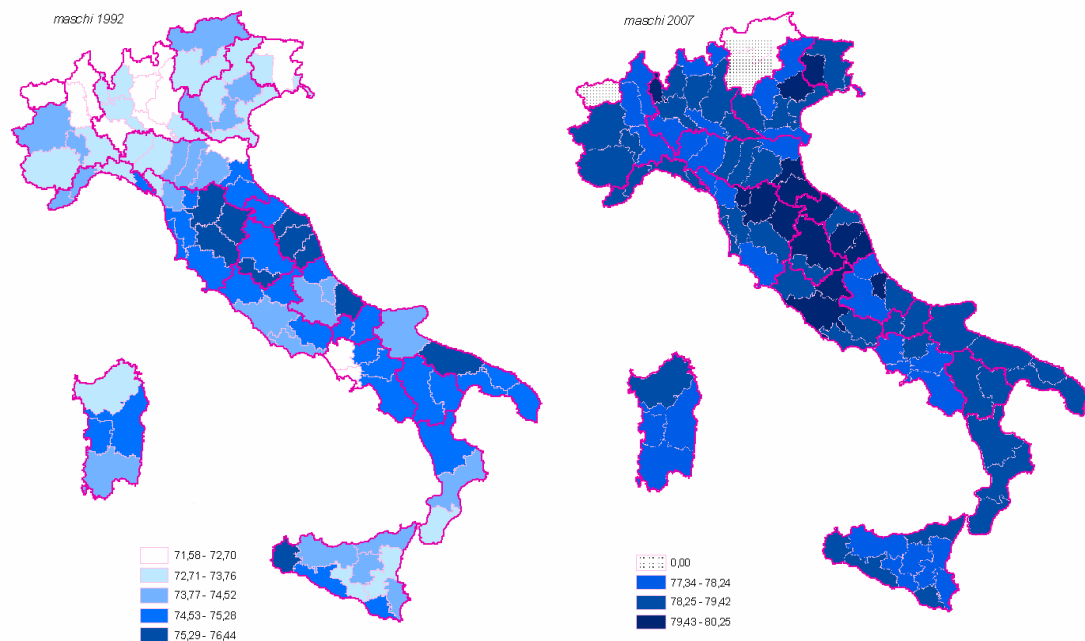 maschi 1992
maschi 2007
71,58 - 72,70
72,71 - 73,76
73,77 - 74,52
74,53 - 75,28
75,29 - 76,44
0,00
77,34 - 78,24
78,25 - 79,42
79,43 - 80,25